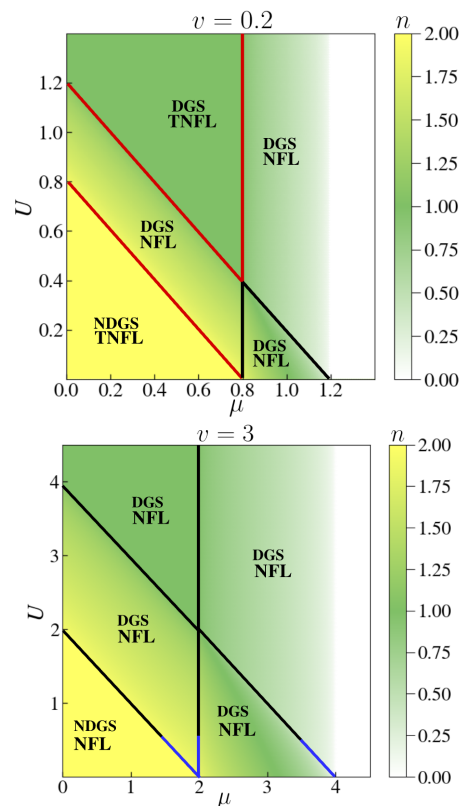 v = 0.2
n
2.00
1.75
1.50
1.25
1.00
0.75
0.50
0.25
0.00
U
1.2
1.0
0.8
0.6
0.4
0.2
DGS
TNFL
DGS
NFL
DGS
NFL
NDGS
TNFL
DGS
NFL
0.0 0.2 0.4 0.6 0.8 1.0 1.2
μ
v = 3
n
2.00
1.75
1.50
1.25
1.00
0.75
0.50
0.25
0.00
U
4
3
2
1
DGS
NFL
DGS
NFL
DGS
NFL
NDGS
NFL
DGS
NFL
0 1 2 3 4
μ